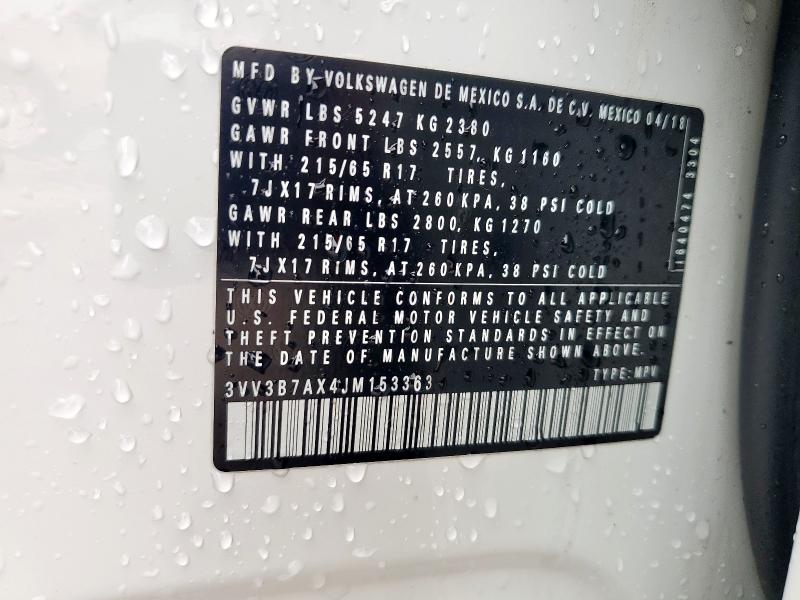 MFD BY VOLKSWAGEN DE MEXICO S.A. DE C.V. MEXICO 04/18
GVWR LBS 5247 KG 2380
GAWR FRONT LBS 2557, KG 1160
WITH 215/65 R17 TIRES,
7JX17 RIMS, AT 260 KPA, 38 PSI COLD
GAWR REAR LBS 2800, KG 1270
WITH 215/65 R17 TIRES,
7JX17 RIMS, AT 260 KPA, 38 PSI COLD
1640474 3304
THIS VEHICLE CONFORMS TO ALL APPLICABLE
U.S. FEDERAL MOTOR VEHICLE SAFETY AND
THEFT PREVENTION STANDARDS IN EFFECT ON
THE DATE OF MANUFACTURE SHOWN ABOVE.
3VV3B7AX4JM153363 TYPE: MPV